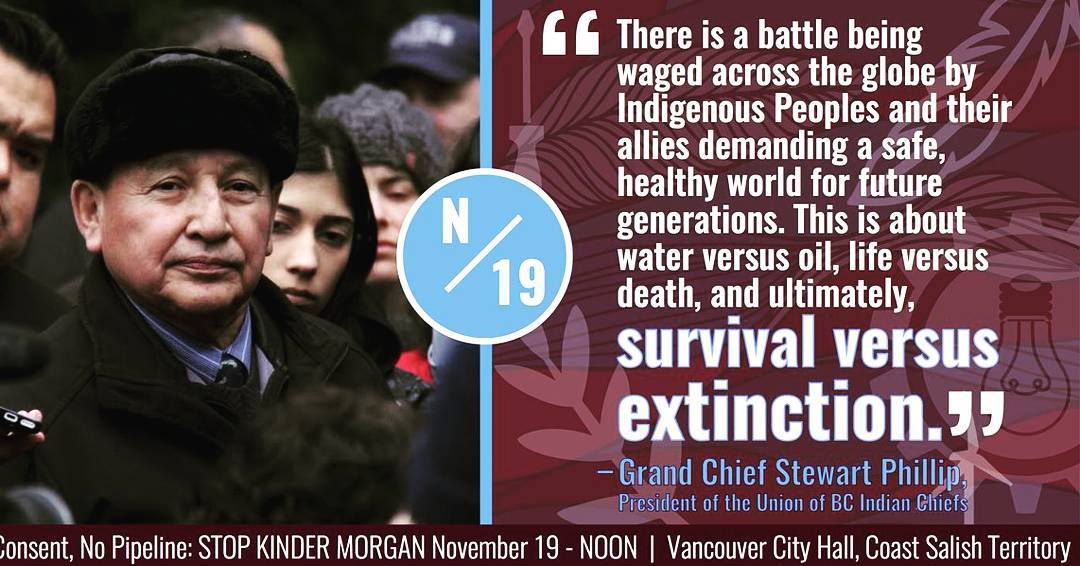 N
19
“ There is a battle being
waged across the globe by
Indigenous Peoples and their
allies demanding a safe,
healthy world for future
generations. This is about
water versus oil, life versus
death, and ultimately,
survival versus
extinction.”
– Grand Chief Stewart Phillip,
President of the Union of BC Indian Chiefs
Consent, No Pipeline: STOP KINDER MORGAN November 19 - NOON | Vancouver City Hall, Coast Salish Territory